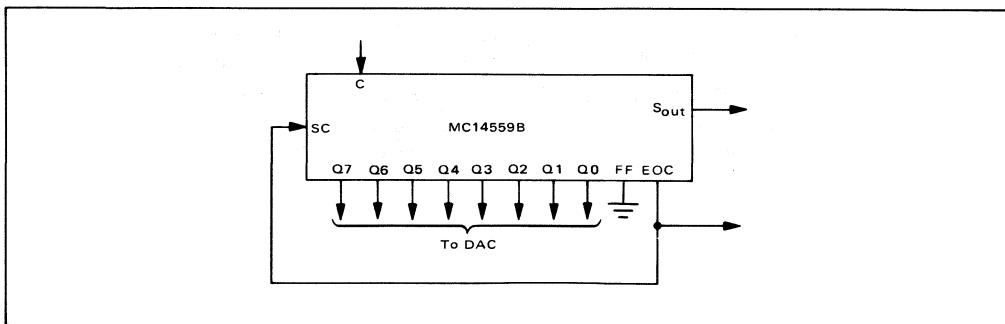 C
Sout
SC
MC14559B
Q7 Q6 Q5 Q4 Q3 Q2 Q1 Q0 FF EOC
To DAC